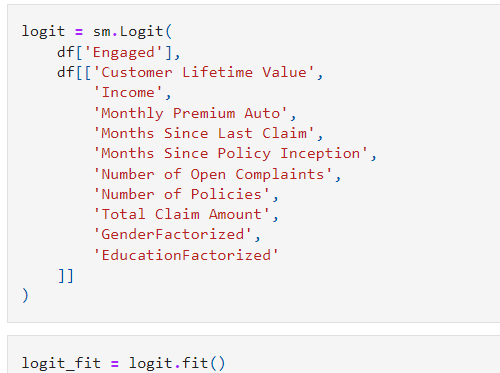 logit = sm.Logit(
    df['Engaged'],
    df[['Customer Lifetime Value',
        'Income',
        'Monthly Premium Auto',
        'Months Since Last Claim',
        'Months Since Policy Inception',
        'Number of Open Complaints',
        'Number of Policies',
        'Total Claim Amount',
        'GenderFactorized',
        'EducationFactorized'
    ]]
)
logit_fit = logit.fit()